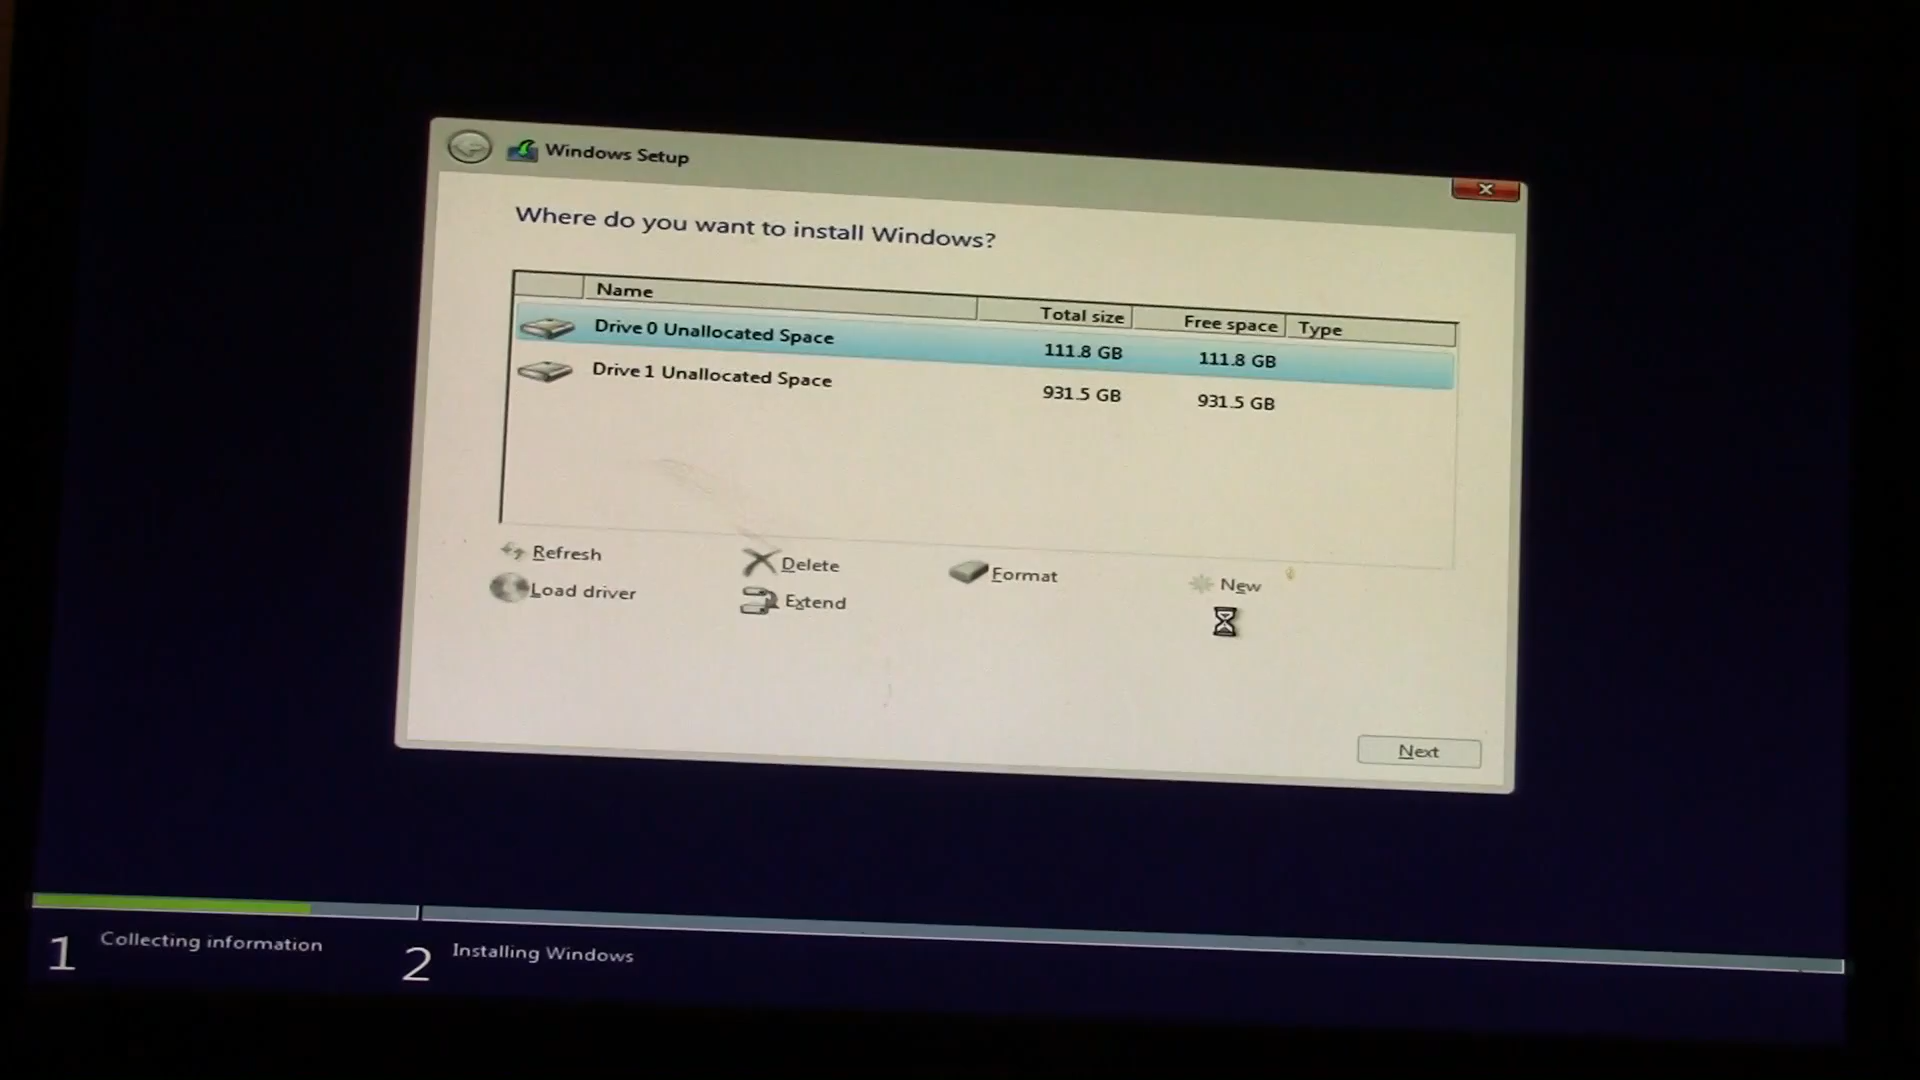 Windows Setup
Where do you want to install Windows?
Name Total size Free space Type
Drive 0 Unallocated Space 111.8 GB 111.8 GB
Drive 1 Unallocated Space 931.5 GB 931.5 GB
Refresh Delete Format New
Load driver Extend
Next
1 Collecting information 2 Installing Windows